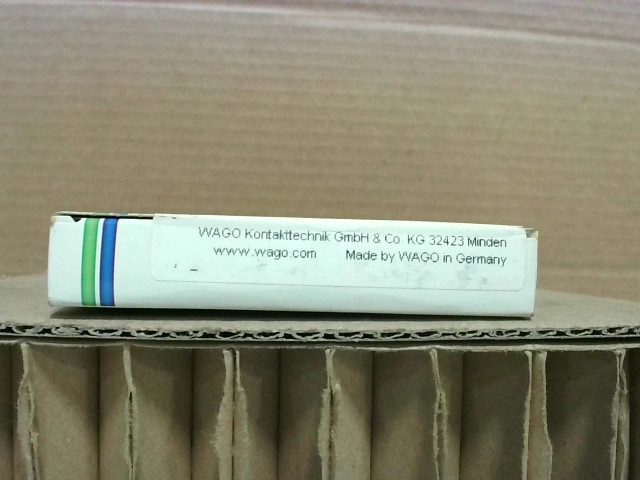 WAGO Kontakttechnik GmbH & Co. KG 32423 Minden
www.wago.com Made by WAGO in Germany